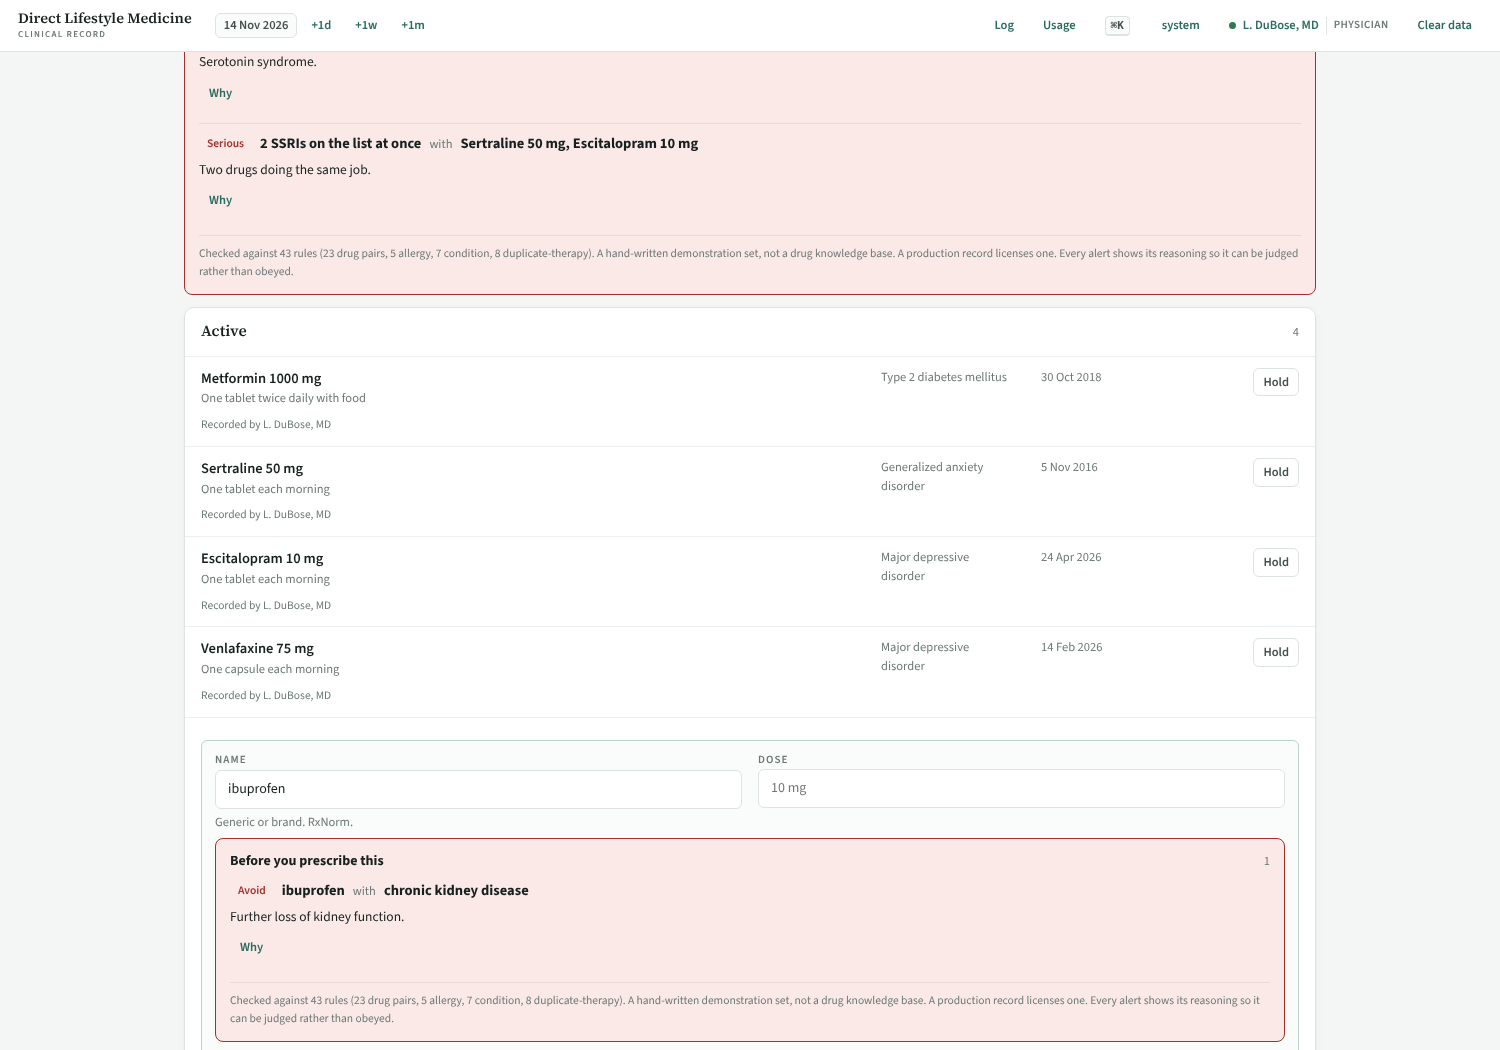 Direct Lifestyle Medicine
CLINICAL RECORD
14 Nov 2026 +1d +1w +1m
Log Usage ⌘K system L. DuBose, MD PHYSICIAN Clear data
Serotonin syndrome.
Why
Serious 2 SSRIs on the list at once with Sertraline 50 mg, Escitalopram 10 mg
Two drugs doing the same job.
Why
Checked against 43 rules (23 drug pairs, 5 allergy, 7 condition, 8 duplicate-therapy). A hand-written demonstration set, not a drug knowledge base. A production record licenses one. Every alert shows its reasoning so it can be judged
rather than obeyed.
Active 4
Metformin 1000 mg Type 2 diabetes mellitus 30 Oct 2018 Hold
One tablet twice daily with food
Recorded by L. DuBose, MD
Sertraline 50 mg Generalized anxiety 5 Nov 2016 Hold
One tablet each morning disorder
Recorded by L. DuBose, MD
Escitalopram 10 mg Major depressive 24 Apr 2026 Hold
One tablet each morning disorder
Recorded by L. DuBose, MD
Venlafaxine 75 mg Major depressive 14 Feb 2026 Hold
One capsule each morning disorder
Recorded by L. DuBose, MD
NAME DOSE
ibuprofen 10 mg
Generic or brand. RxNorm.
Before you prescribe this 1
Avoid ibuprofen with chronic kidney disease
Further loss of kidney function.
Why
Checked against 43 rules (23 drug pairs, 5 allergy, 7 condition, 8 duplicate-therapy). A hand-written demonstration set, not a drug knowledge base. A production record licenses one. Every alert shows its reasoning so it
can be judged rather than obeyed.